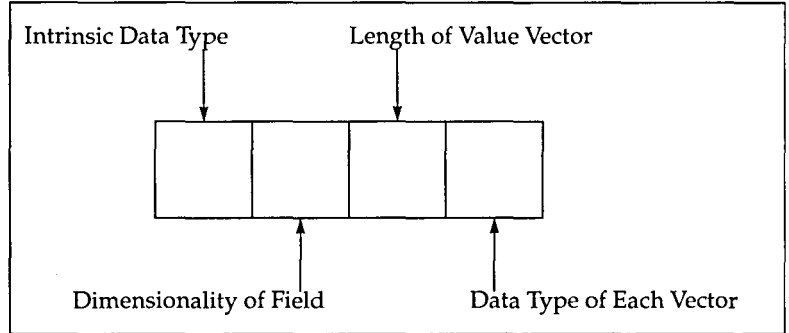 Intrinsic Data Type
Length of Value Vector
Dimensionality of Field
Data Type of Each Vector